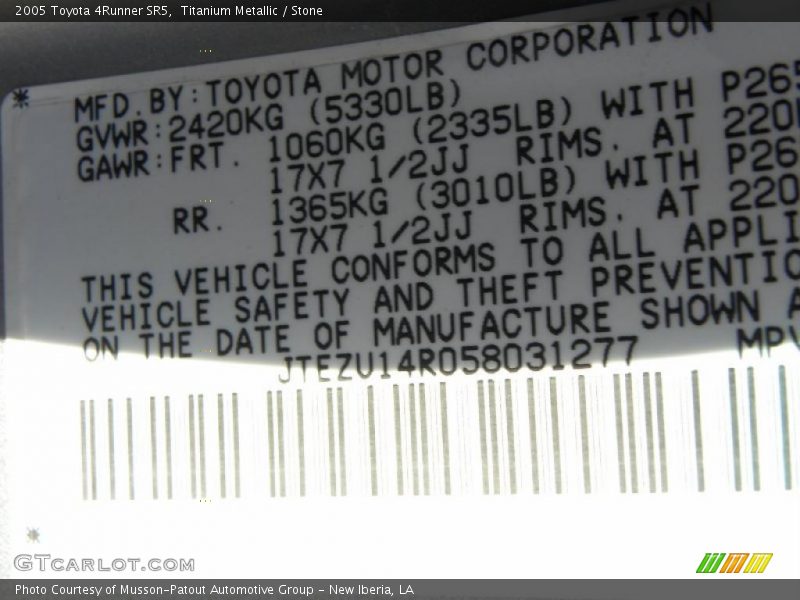 2005 Toyota 4Runner SR5,  Titanium Metallic / Stone
MFD.BY:TOYOTA MOTOR CORPORATION
GVWR:2420KG (5330LB)
GAWR:FRT. 1060KG (2335LB) WITH P265
17X7 1/2JJ RIMS. AT 220
RR. 1365KG (3010LB) WITH P26
17X7 1/2JJ RIMS. AT 220
THIS VEHICLE CONFORMS TO ALL APPLI
VEHICLE SAFETY AND THEFT PREVENTIO
ON THE DATE OF MANUFACTURE SHOWN A
JTEZU14R058031277 MPV
GTcarlot.com
Photo Courtesy of Musson-Patout Automotive Group - New Iberia, LA